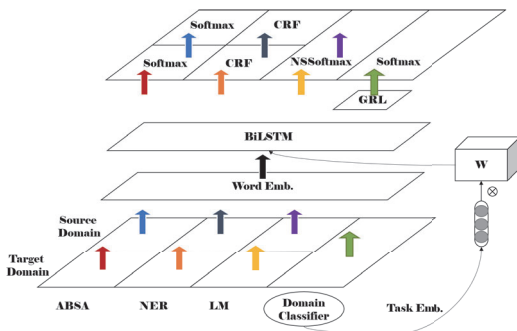 Softmax
CRF
Softmax
CRF
NSSoftmax
Softmax
GRL
BiLSTM
W
Word Emb.
⊗
Source
Domain
Target
Domain
ABSA
NER
LM
Domain
Classifier
Task Emb.